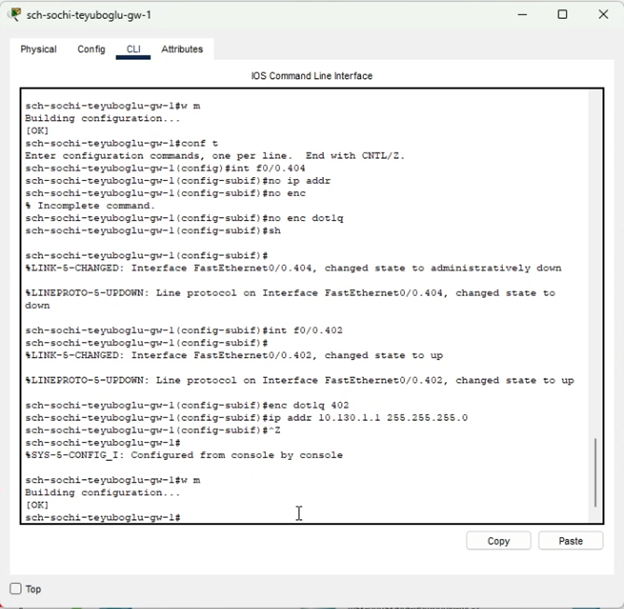 sch-sochi-teyuboglu-gw-1
Physical Config CLI Attributes
IOS Command Line Interface
sch-sochi-teyuboglu-gw-1#w m
Building configuration...
[OK]
sch-sochi-teyuboglu-gw-1#conf t
Enter configuration commands, one per line.  End with CNTL/Z.
sch-sochi-teyuboglu-gw-1(config)#int f0/0.404
sch-sochi-teyuboglu-gw-1(config-subif)#no ip addr
sch-sochi-teyuboglu-gw-1(config-subif)#no enc
% Incomplete command.
sch-sochi-teyuboglu-gw-1(config-subif)#no enc dot1q
sch-sochi-teyuboglu-gw-1(config-subif)#sh
sch-sochi-teyuboglu-gw-1(config-subif)#
%LINK-5-CHANGED: Interface FastEthernet0/0.404, changed state to administratively down
%LINEPROTO-5-UPDOWN: Line protocol on Interface FastEthernet0/0.404, changed state to
down
sch-sochi-teyuboglu-gw-1(config-subif)#int f0/0.402
sch-sochi-teyuboglu-gw-1(config-subif)#
%LINK-5-CHANGED: Interface FastEthernet0/0.402, changed state to up
%LINEPROTO-5-UPDOWN: Line protocol on Interface FastEthernet0/0.402, changed state to up
sch-sochi-teyuboglu-gw-1(config-subif)#enc dot1q 402
sch-sochi-teyuboglu-gw-1(config-subif)#ip addr 10.130.1.1 255.255.255.0
sch-sochi-teyuboglu-gw-1(config-subif)#^Z
sch-sochi-teyuboglu-gw-1#
%SYS-5-CONFIG_I: Configured from console by console
sch-sochi-teyuboglu-gw-1#w m
Building configuration...
[OK]
sch-sochi-teyuboglu-gw-1#
Copy Paste
Top